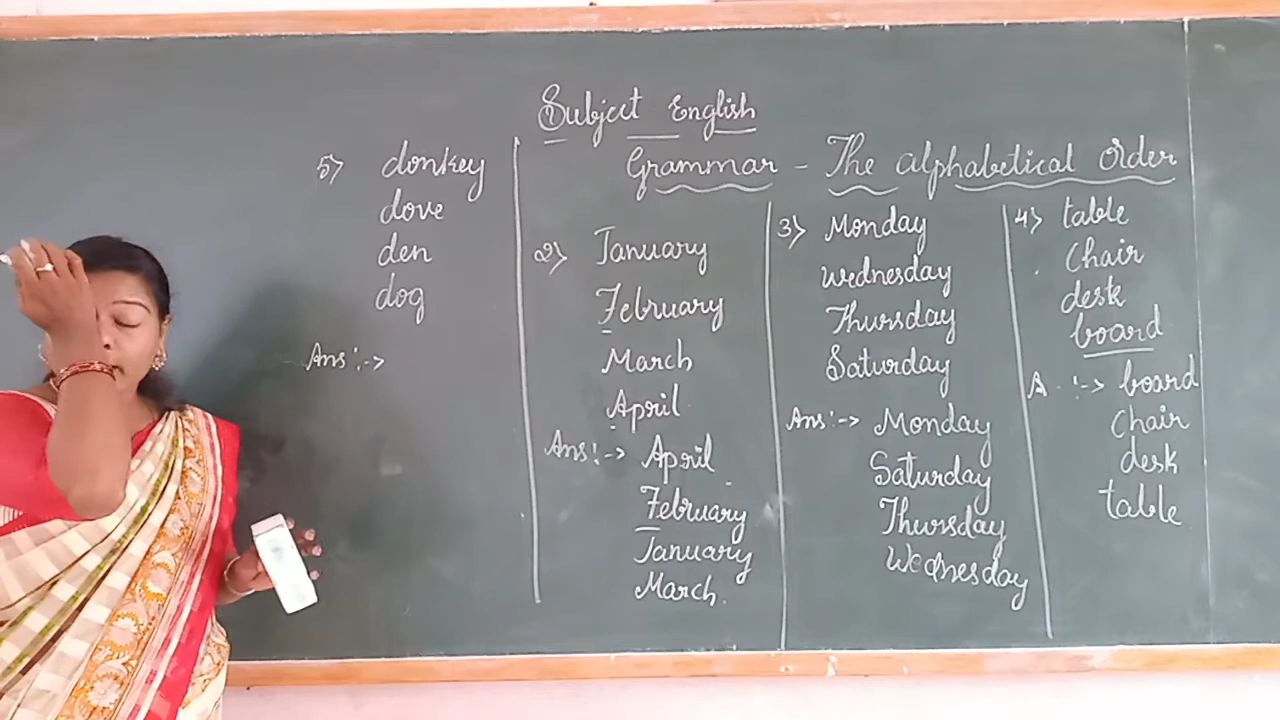 Subject English
Grammar - The alphabetical Order
5> donkey
dove
den
dog
Ans :->
2> January
February
March
April
Ans :-> April
February
January
March.
3> Monday
Wednesday
Thursday
Saturday
Ans :-> Monday
Saturday
Thursday
Wednesday
4> table
Chair
desk
board
A :-> board
Chair
desk
table